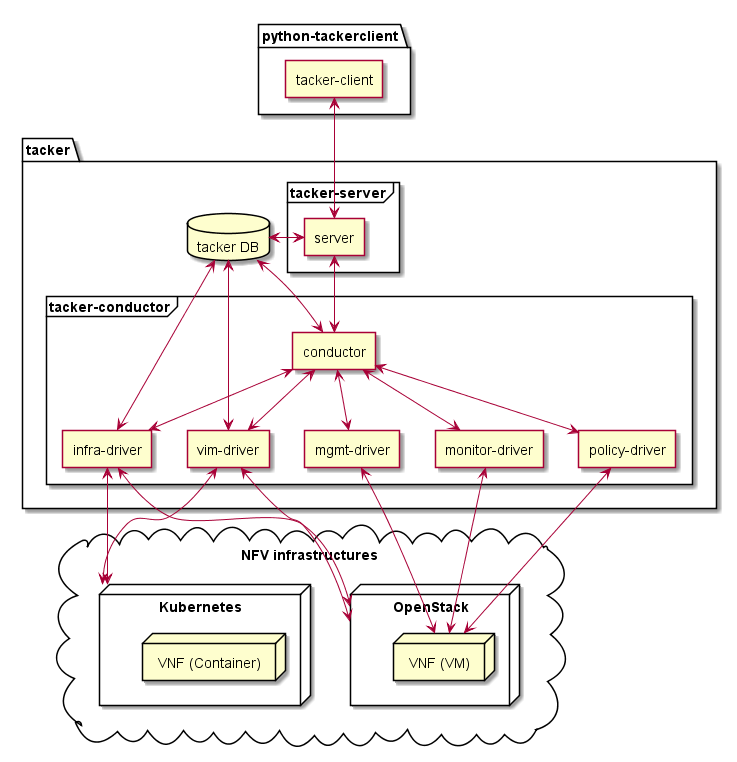 python-tackerclient
tacker-client
tacker
tacker-server
tacker DB
server
tacker-conductor
conductor
infra-driver
vim-driver
mgmt-driver
monitor-driver
policy-driver
NFV infrastructures
Kubernetes
OpenStack
VNF (Container)
VNF (VM)